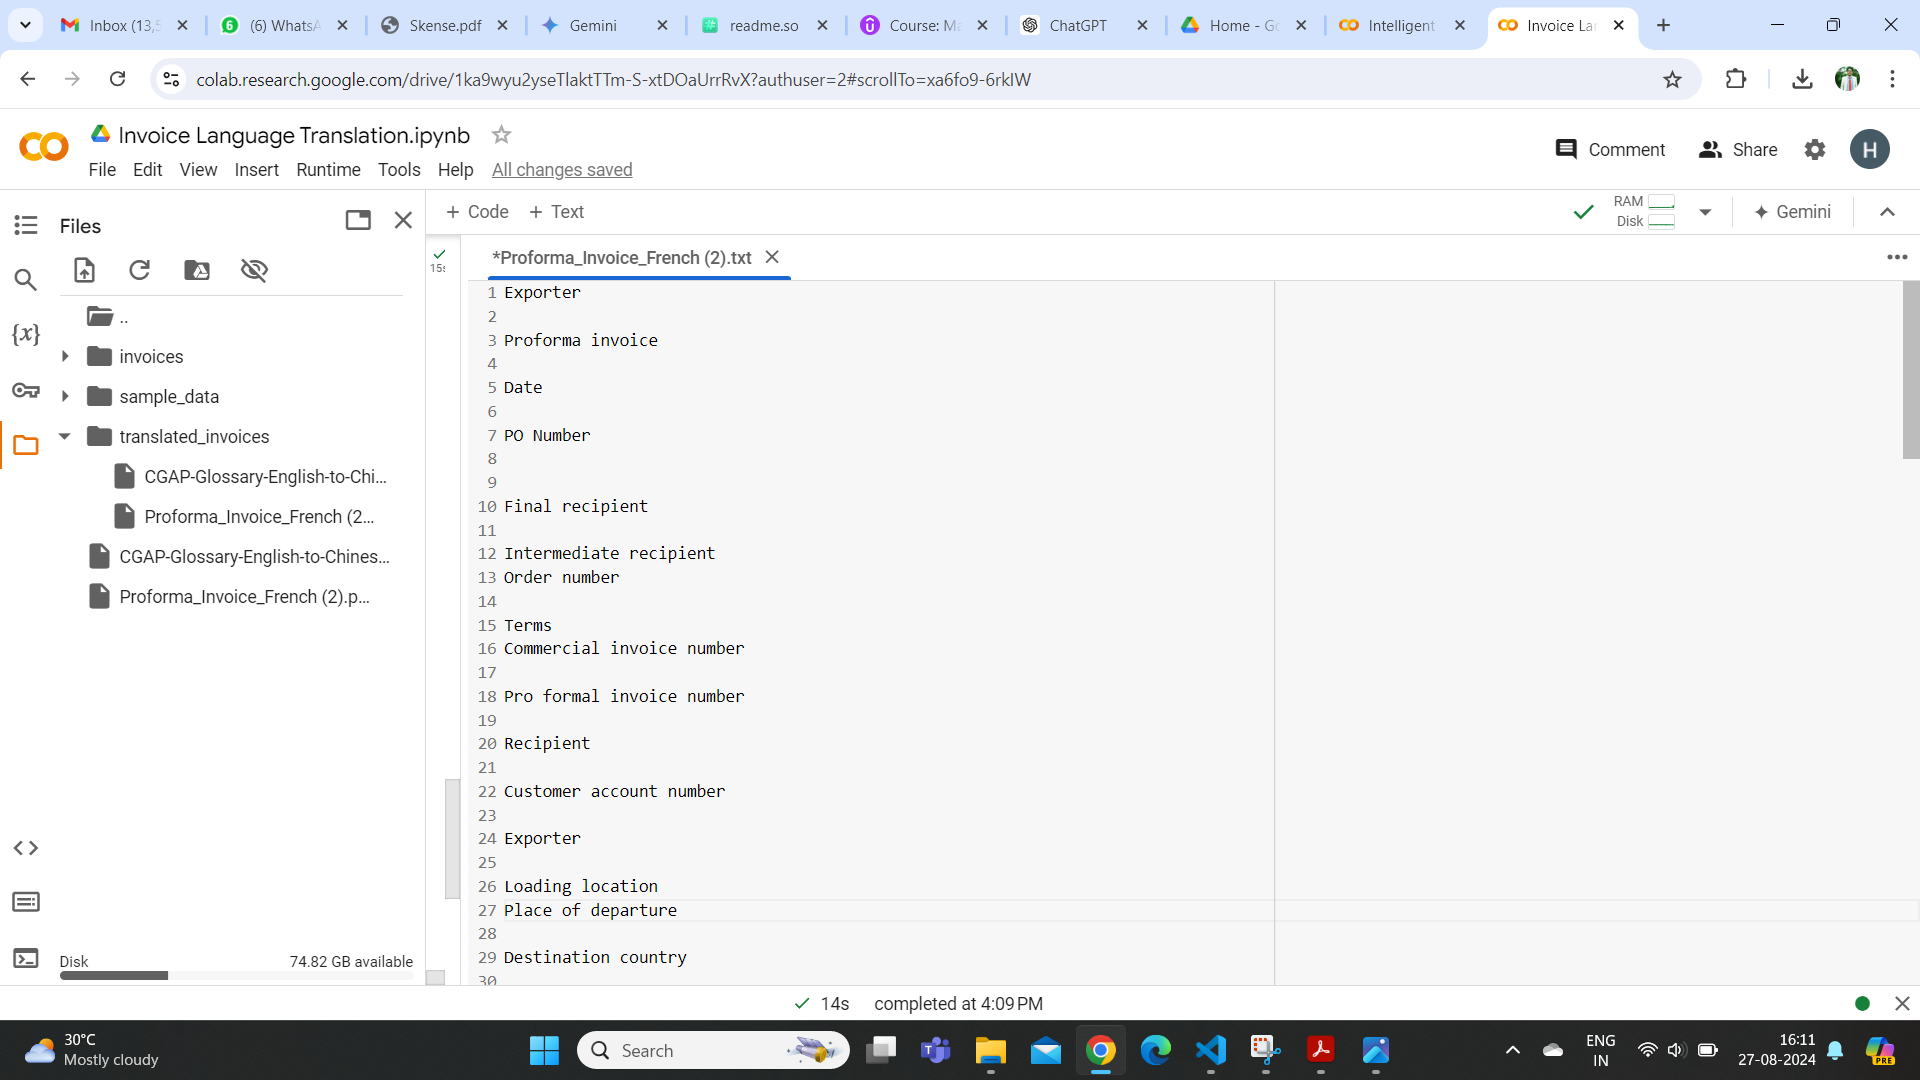 Inbox (13,5
(6) WhatsA
Skense.pdf
Gemini
readme.so
Course: Ma
ChatGPT
Home - Go
Intelligent
Invoice Lan
colab.research.google.com/drive/1ka9wyu2yseTlaktTTm-S-xtDOaUrrRvX?authuser=2#scrollTo=xa6fo9-6rkIW
Invoice Language Translation.ipynb
File Edit View Insert Runtime Tools Help All changes saved
Comment
Share
H
Files
+ Code + Text
RAM
Disk
Gemini
15s
*Proforma_Invoice_French (2).txt
..
invoices
sample_data
translated_invoices
CGAP-Glossary-English-to-Chi...
Proforma_Invoice_French (2...
CGAP-Glossary-English-to-Chines...
Proforma_Invoice_French (2).p...
Disk 74.82 GB available
1 Exporter
2
3 Proforma invoice
4
5 Date
6
7 PO Number
8
9
10 Final recipient
11
12 Intermediate recipient
13 Order number
14
15 Terms
16 Commercial invoice number
17
18 Pro formal invoice number
19
20 Recipient
21
22 Customer account number
23
24 Exporter
25
26 Loading location
27 Place of departure
28
29 Destination country
30
14s completed at 4:09 PM
30°C
Mostly cloudy
Search
ENG
IN
16:11
27-08-2024
PRE